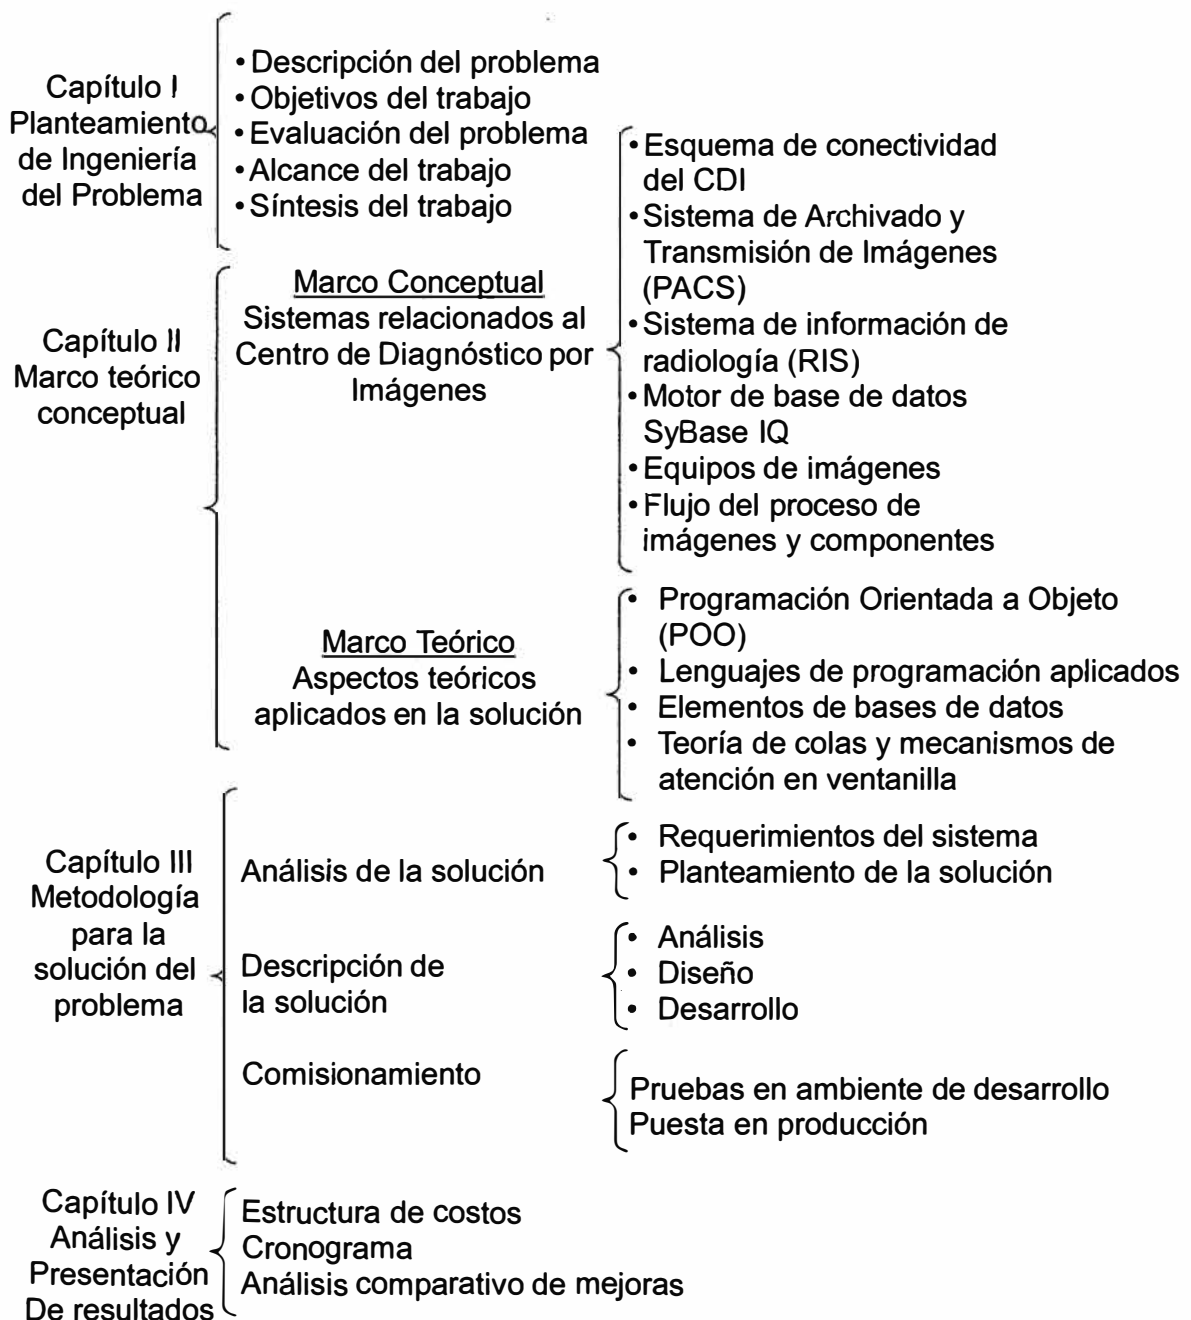 Capítulo I
Planteamiento
de Ingeniería
del Problema
• Descripción del problema
• Objetivos del trabajo
• Evaluación del problema
• Alcance del trabajo
• Síntesis del trabajo
Capítulo II
Marco teórico
conceptual
Marco Conceptual
Sistemas relacionados al
Centro de Diagnóstico por
Imágenes
• Esquema de conectividad
del CDI
• Sistema de Archivado y
Transmisión de Imágenes
(PACS)
• Sistema de información de
radiología (RIS)
• Motor de base de datos
SyBase IQ
• Equipos de imágenes
• Flujo del proceso de
imágenes y componentes
Marco Teórico
Aspectos teóricos
aplicados en la solución
• Programación Orientada a Objeto
(POO)
• Lenguajes de programación aplicados
• Elementos de bases de datos
• Teoría de colas y mecanismos de
atención en ventanilla
Capítulo III
Metodología
para la
solución del
problema
Análisis de la solución
• Requerimientos del sistema
• Planteamiento de la solución
Descripción de
la solución
• Análisis
• Diseño
• Desarrollo
Comisionamiento
Pruebas en ambiente de desarrollo
Puesta en producción
Capítulo IV
Análisis y
Presentación
De resultados
Estructura de costos
Cronograma
Análisis comparativo de mejoras